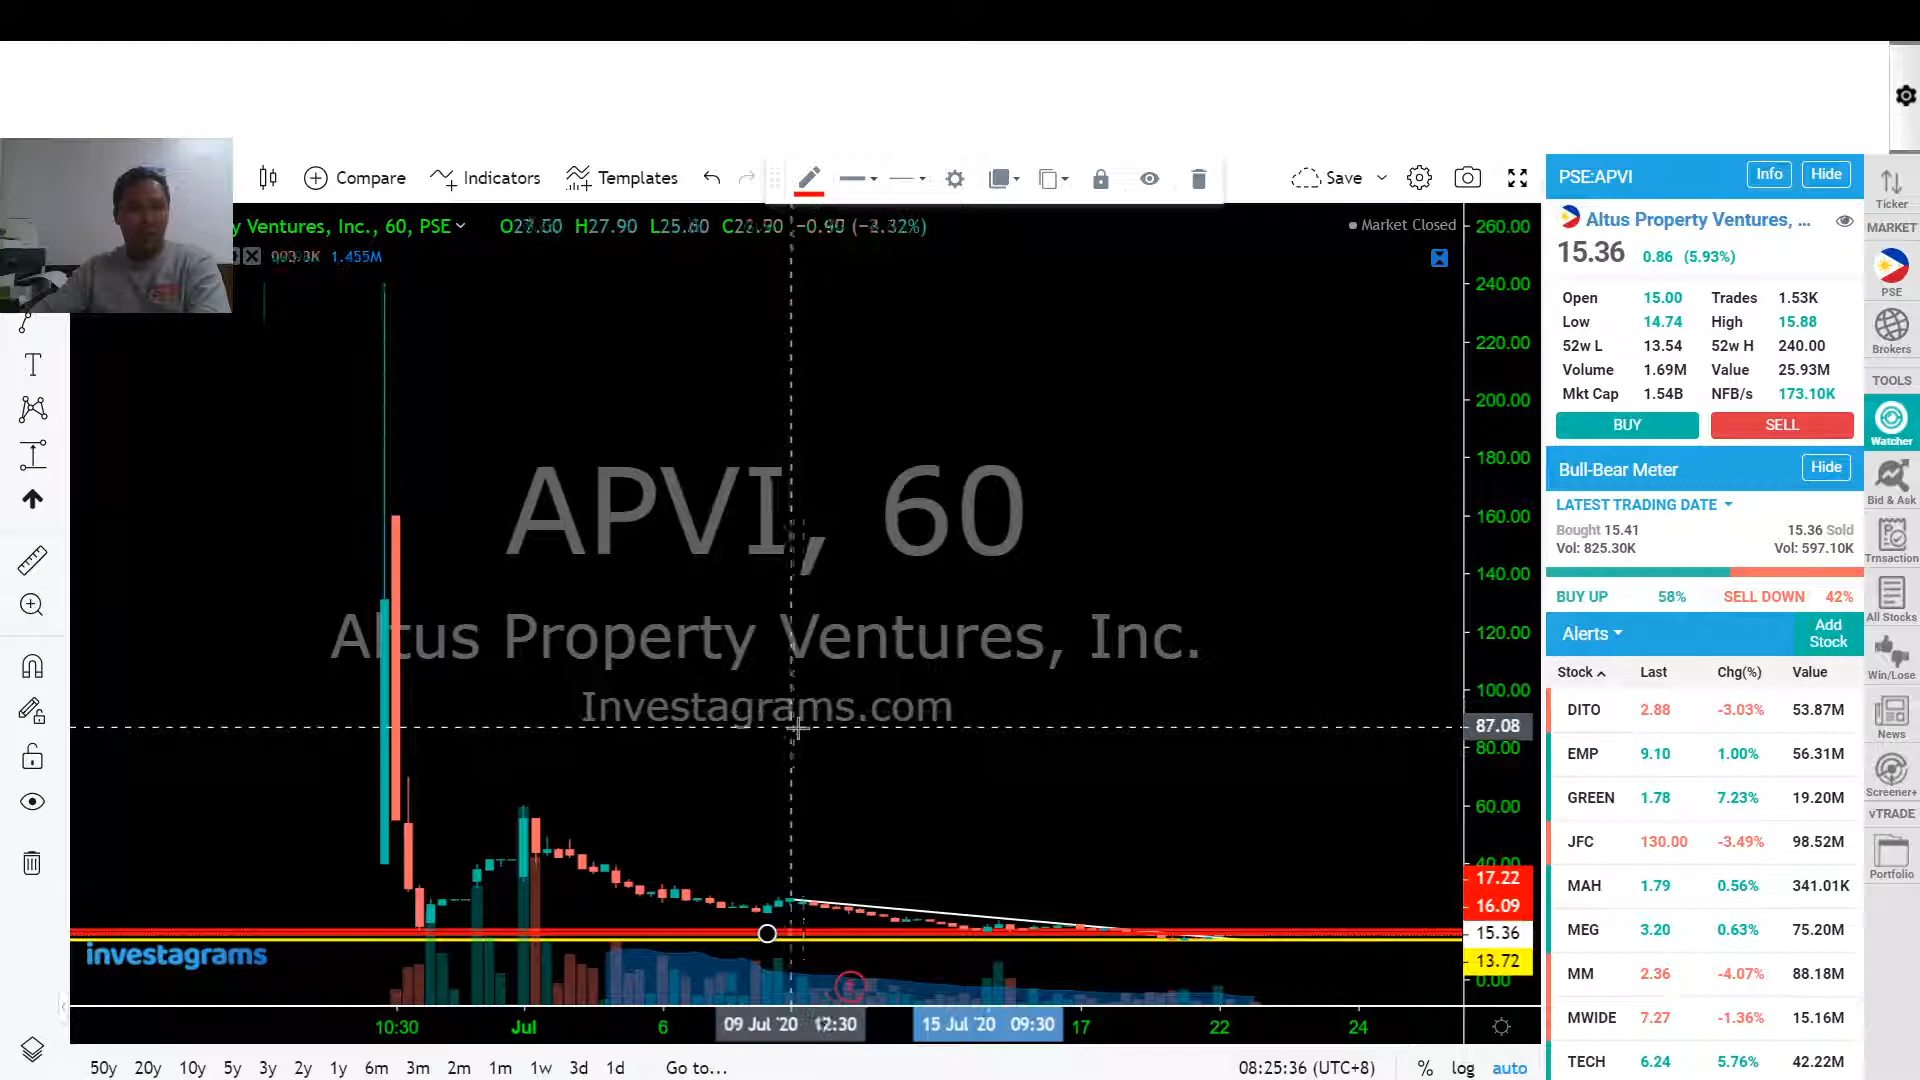 Compare
Indicators
Templates
Save
y Ventures, Inc., 60, PSE
H27.90
(UTC+8)
1.455M
Market Closed
260.00
240.00
220.00
200.00
180.00
160.00
140.00
120.00
100.00
87.08
80.00
60.00
40.00
17.22
16.09
15.36
13.72
0.00
APVI, 60
Altus Property Ventures, Inc.
Investagrams.com
investagrams
10:30
Jul
6
09 Jul '20
15 Jul '20 09:30
17
22
24
50y 20y 10y 5y 3y 2y 1y 6m 3m 2m 1m 1w 3d 1d Go to...
08:25:36 (UTC+8)
% log auto
PSE:APVI Info Hide
Altus Property Ventures, ...
15.36 0.86 (5.93%)
Open 15.00 Trades 1.53K
Low 14.74 High 15.88
52w L 13.54 52w H 240.00
Volume 1.69M Value 25.93M
Mkt Cap 1.54B NFB/s 173.10K
BUY SELL
Bull-Bear Meter Hide
LATEST TRADING DATE
Bought 15.41 15.36 Sold
Vol: 825.30K Vol: 597.10K
BUY UP 58% SELL DOWN 42%
Alerts Add Stock
Stock Last Chg(%) Value
DITO 2.88 -3.03% 53.87M
EMP 9.10 1.00% 56.31M
GREEN 1.78 7.23% 19.20M
JFC 130.00 -3.49% 98.52M
MAH 1.79 0.56% 341.01K
MEG 3.20 0.63% 75.20M
MM 2.36 -4.07% 88.18M
MWIDE 7.27 -1.36% 15.16M
TECH 6.24 5.76% 42.22M
Ticker
MARKET
PSE
Brokers
TOOLS
Watcher
Bid & Ask
Trnsaction
All Stocks
Win/Lose
News
Screener+
vTRADE
Portfolio